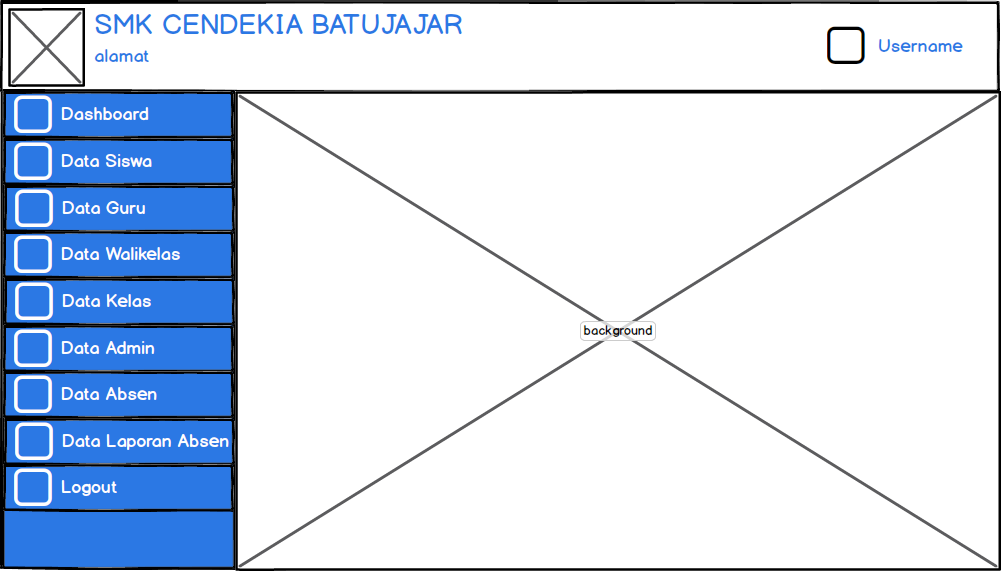 SMK CENDEKIA BATUJAJAR
alamat
Username
Dashboard
Data Siswa
Data Guru
Data Walikelas
Data Kelas
Data Admin
Data Absen
Data Laporan Absen
Logout
background